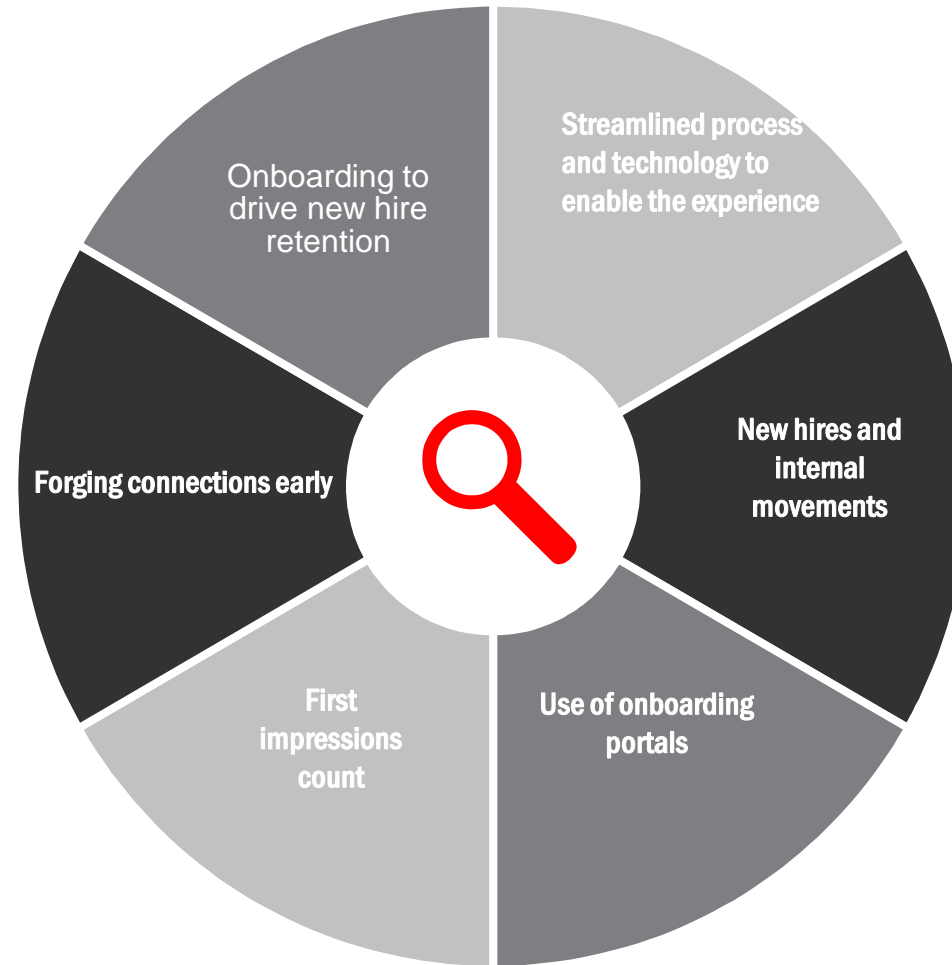 Streamlined process
and technology to
enable the experience
Onboarding to
drive new hire
retention
New hires and
internal
movements
Forging connections early
First
impressions
count
Use of onboarding
portals